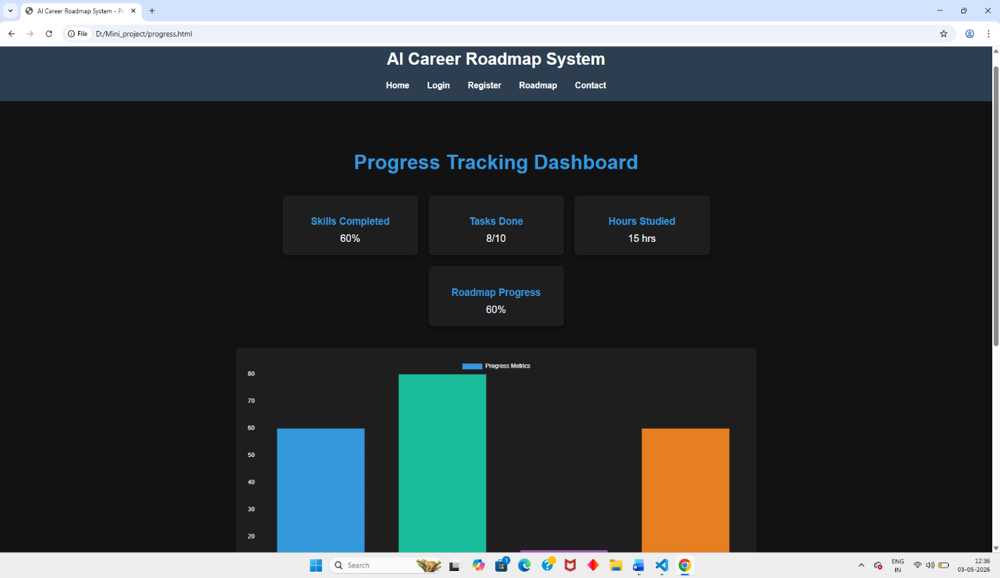 AI Career Roadmap System - Pr
File
D:/Mini_project/progress.html
AI Career Roadmap System
Home Login Register Roadmap Contact
Progress Tracking Dashboard
Skills Completed
60%
Tasks Done
8/10
Hours Studied
15 hrs
Roadmap Progress
60%
Progress Metrics
80
70
60
50
40
30
20
Search
1
ENG
IN
12:36
03-05-2026